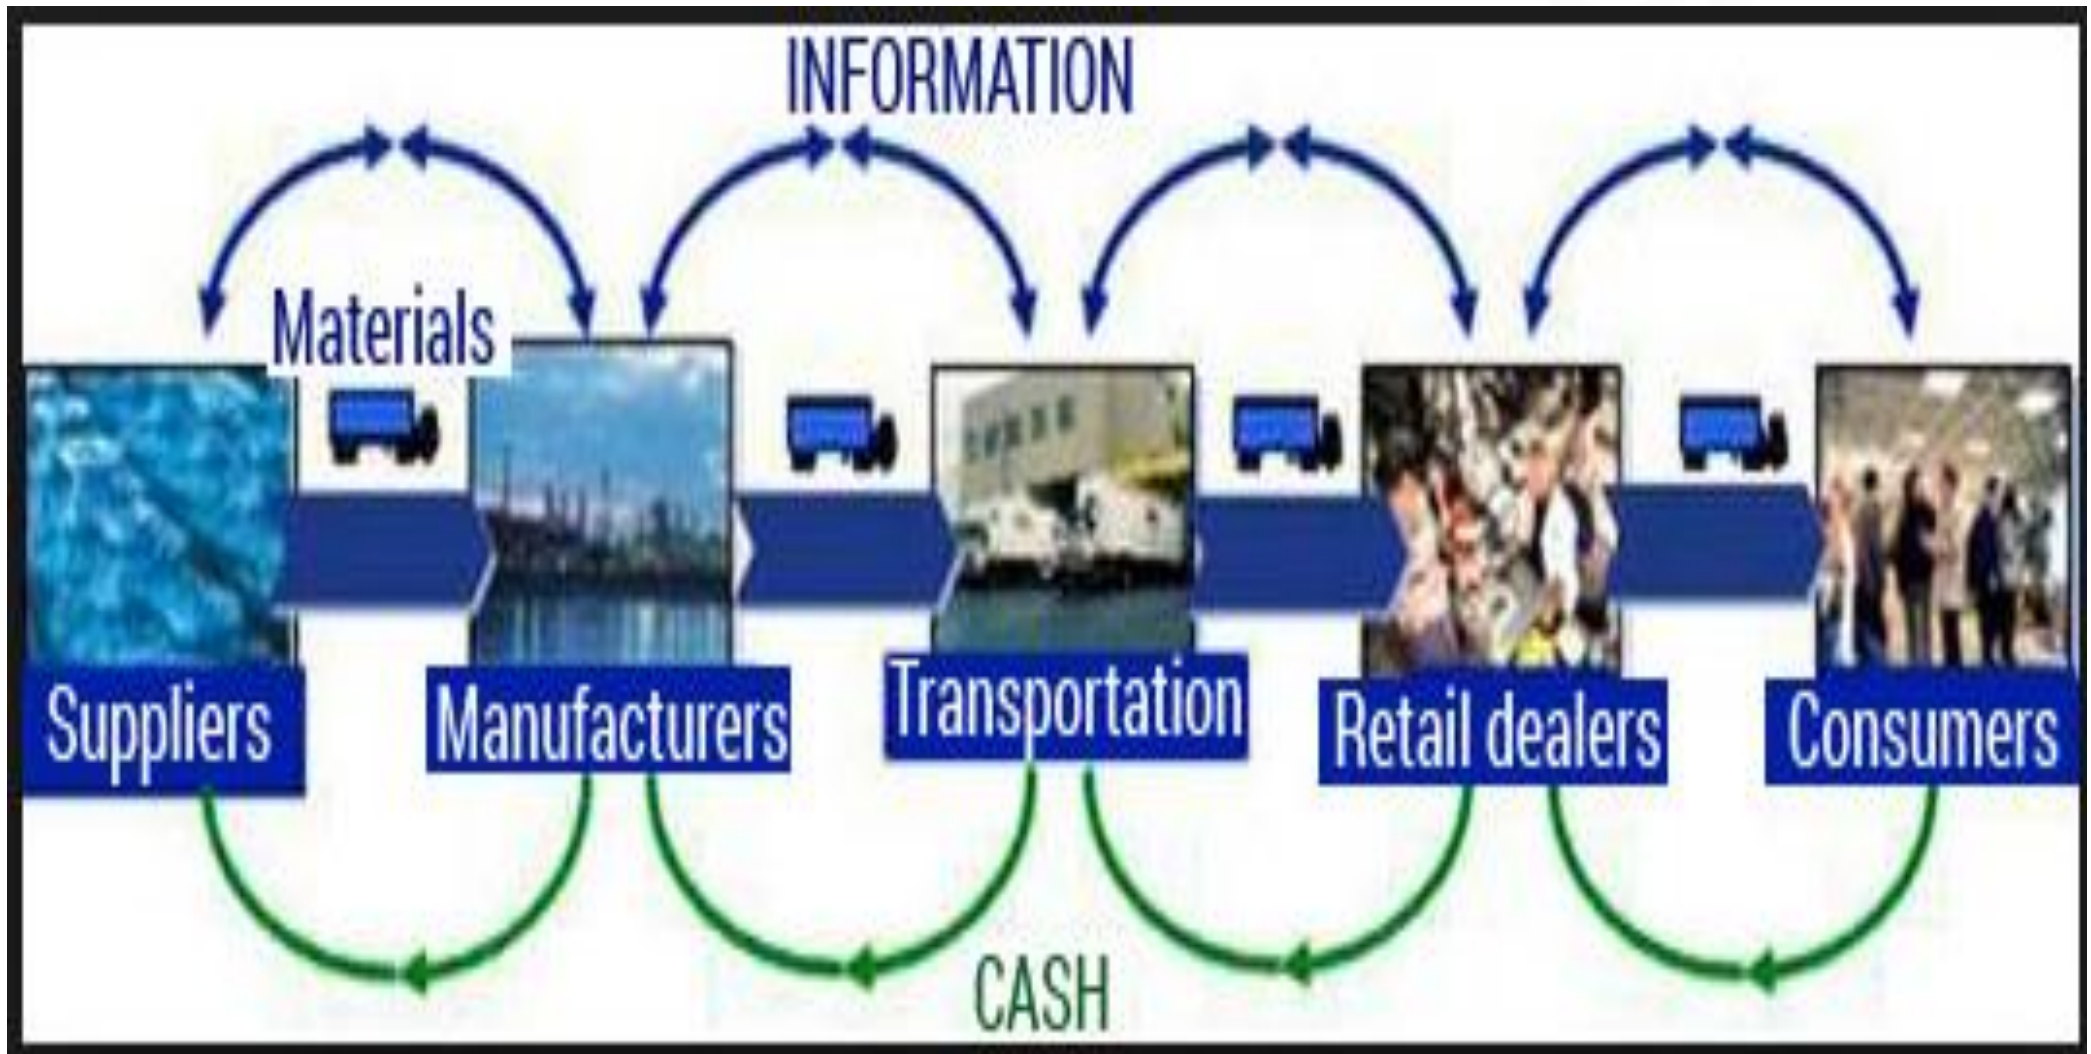 INFORMATION
Materials
Suppliers
Manufacturers
Transportation
Retail dealers
Consumers
CASH